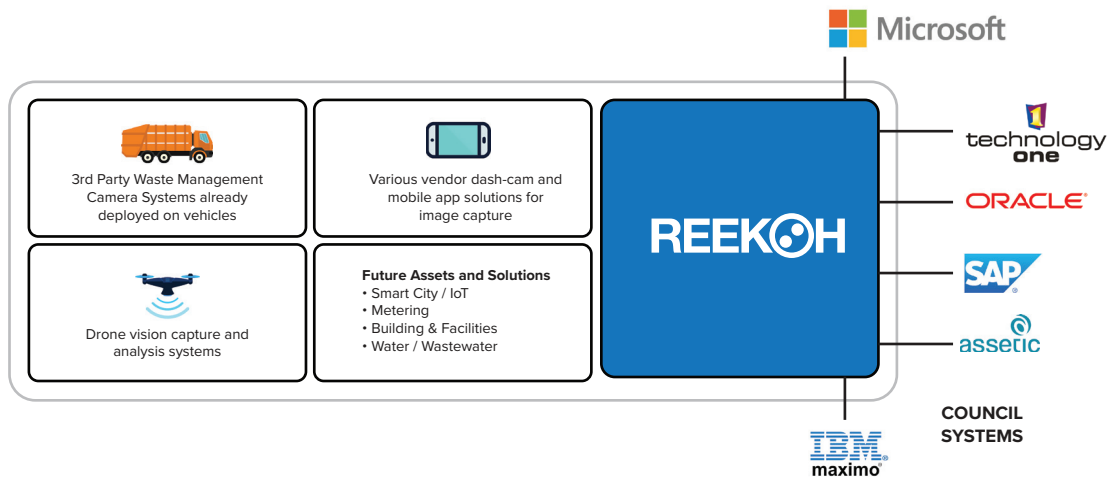 Microsoft
3rd Party Waste Management
Camera Systems already
deployed on vehicles
Various vendor dash-cam and
mobile app solutions for
image capture
Drone vision capture and
analysis systems
Future Assets and Solutions
• Smart City / IoT
• Metering
• Building & Facilities
• Water / Wastewater
REEKOH
1
technology
one
ORACLE®
SAP®
assetic
COUNCIL
SYSTEMS
IBM®
maximo®